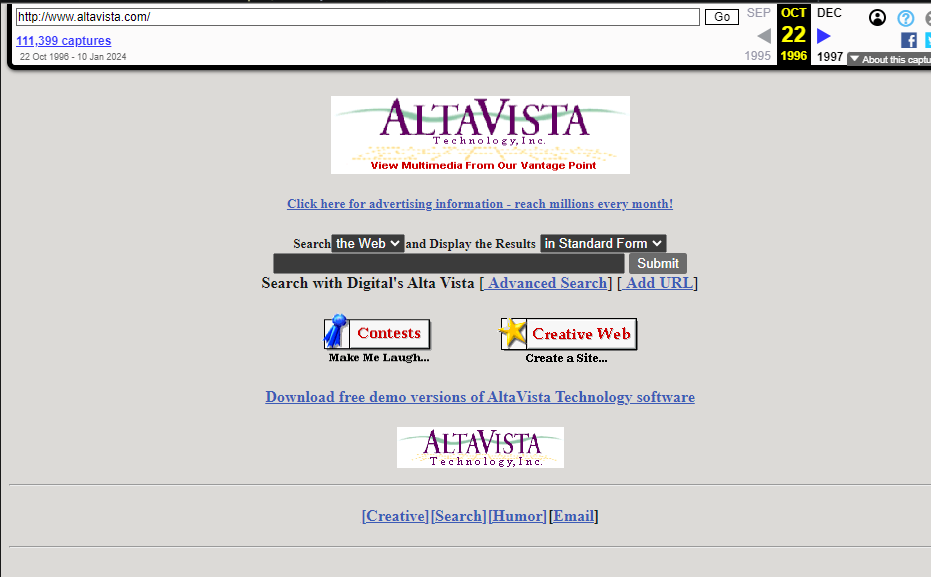 http://www.altavista.com/ Go SEP OCT DEC
111,399 captures 22
22 Oct 1996 - 10 Jan 2024 1995 1996 1997 About this captu
ALTAVISTA
Technology, Inc.
View Multimedia From Our Vantage Point
Click here for advertising information - reach millions every month!
Search the Web and Display the Results in Standard Form
Submit
Search with Digital's Alta Vista [ Advanced Search] [ Add URL]
Contests Creative Web
Make Me Laugh... Create a Site...
Download free demo versions of AltaVista Technology software
ALTAVISTA
Technology, Inc.
[Creative][Search][Humor][Email]